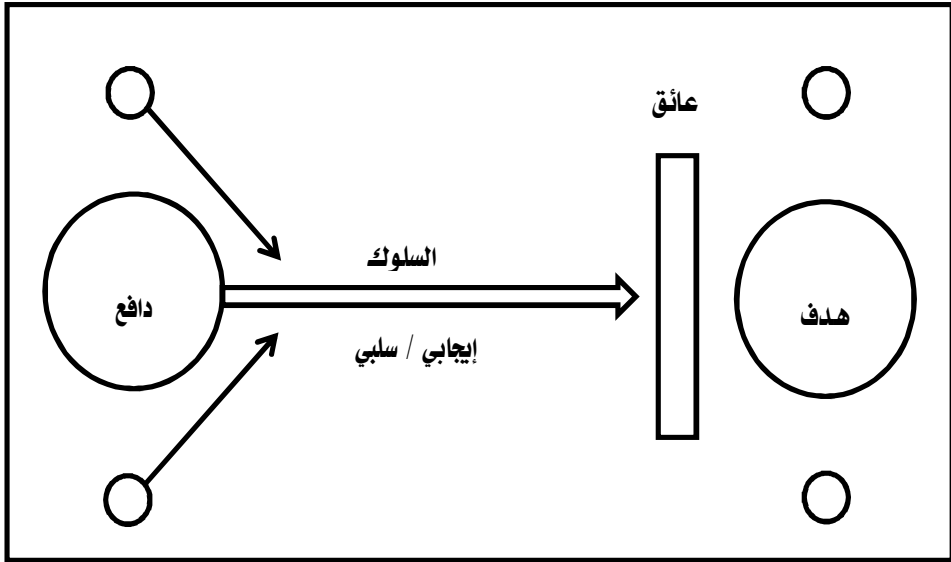 عائق
السلوك
دافع
هدف
إيجابي / سلبي